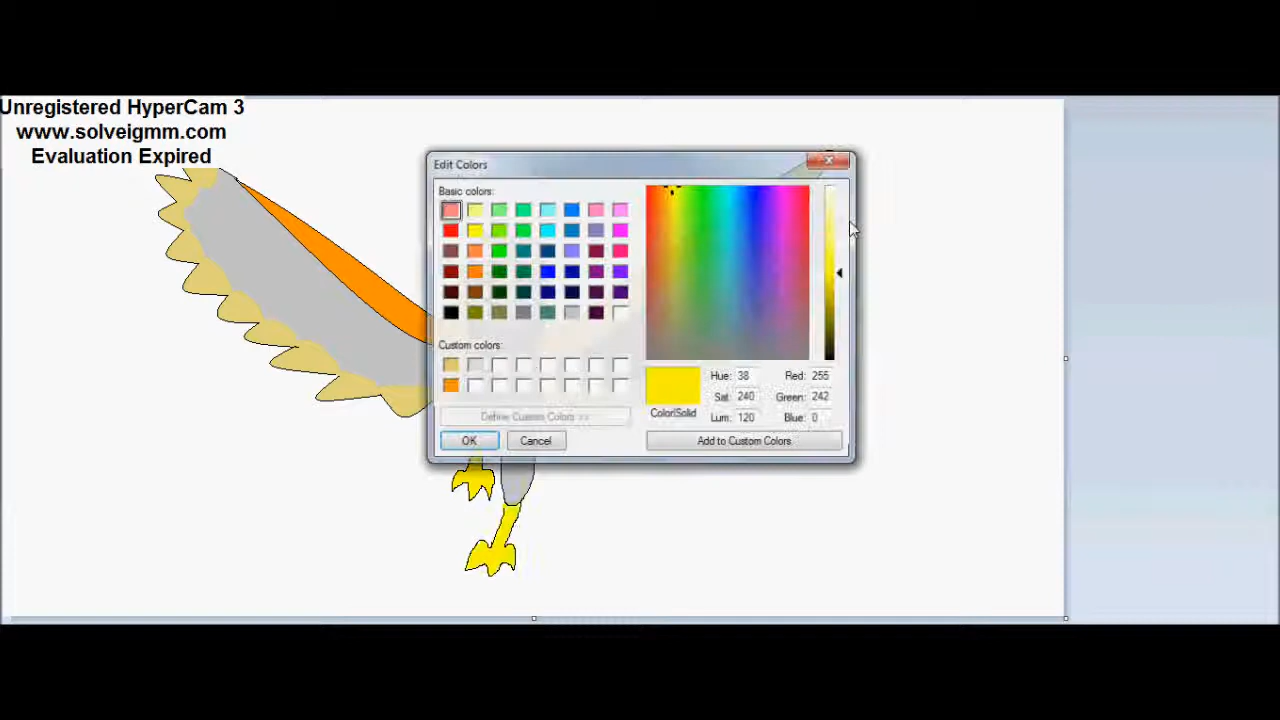 Unregistered HyperCam 3
www.solveigmm.com
Evaluation Expired
Edit Colors
Basic colors:
Custom colors:
Define Custom Colors >>
OK
Cancel
Color|Solid
Hue: 38
Sat: 240
Lum: 120
Red: 255
Green: 242
Blue: 0
Add to Custom Colors